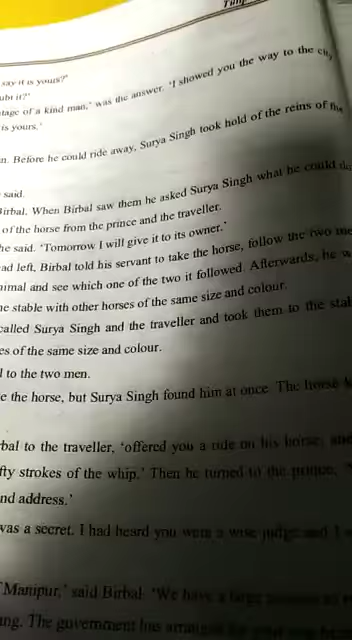 say it is yours?'
ubt it?'
tage of a kind man,' was the answer. 'I showed you the way to the city
is yours.'
n. Before he could ride away, Surya Singh took hold of the reins of the
said.
Birbal. When Birbal saw them he asked Surya Singh what he could do
of the horse from the prince and the traveller.
he said. 'Tomorrow I will give it to its owner.'
ad left, Birbal told his servant to take the horse, follow the two me
nimal and see which one of the two it followed. Afterwards, he w
he stable with other horses of the same size and colour.
called Surya Singh and the traveller and took them to the stal
es of the same size and colour.
l to the two men.
e the horse, but Surya Singh found him at once. The horse
rbal to the traveller, 'offered you a ride on his horse, and
fty strokes of the whip.' Then he turned to the prince,
nd address.'
was a secret. I had heard you were a wise judge and I
'Manipur,' said Birbal. 'We have a large
ng. The government has